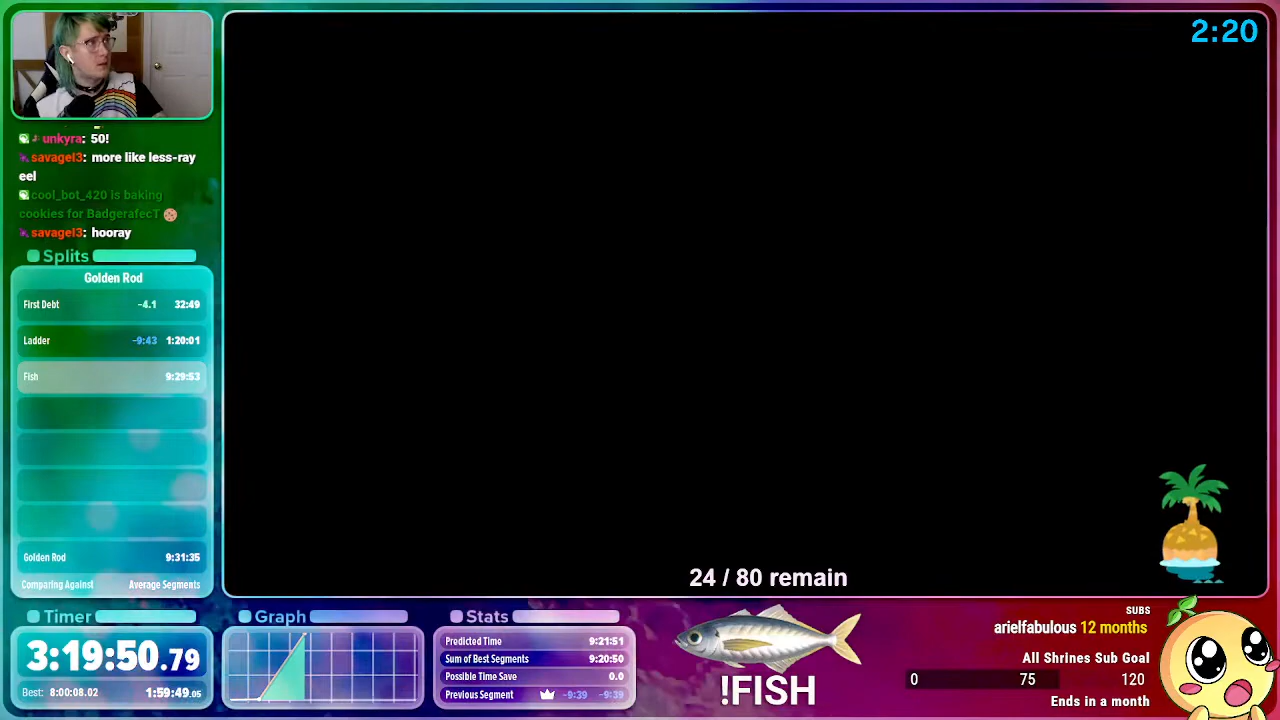 2:20
unkyra: 50!
savagel3: more like less-ray
eel
cool_bot_420 is baking
cookies for BadgerafecT
savagel3: hooray
Splits
Golden Rod
First Debt -4.1 32:49
Ladder -9:43 1:20:01
Fish 9:29:53
Golden Rod 9:31:35
Comparing Against Average Segments
24 / 80 remain
Timer
3:19:50.79
Best: 8:00:08.02 1:59:49.05
Graph
Stats
Predicted Time 9:21:51
Sum of Best Segments 9:20:50
Possible Time Save 0.0
Previous Segment -9:39 -9:39
!FISH
SUBS
arielfabulous 12 months
All Shrines Sub Goal
0 75 120
Ends in a month